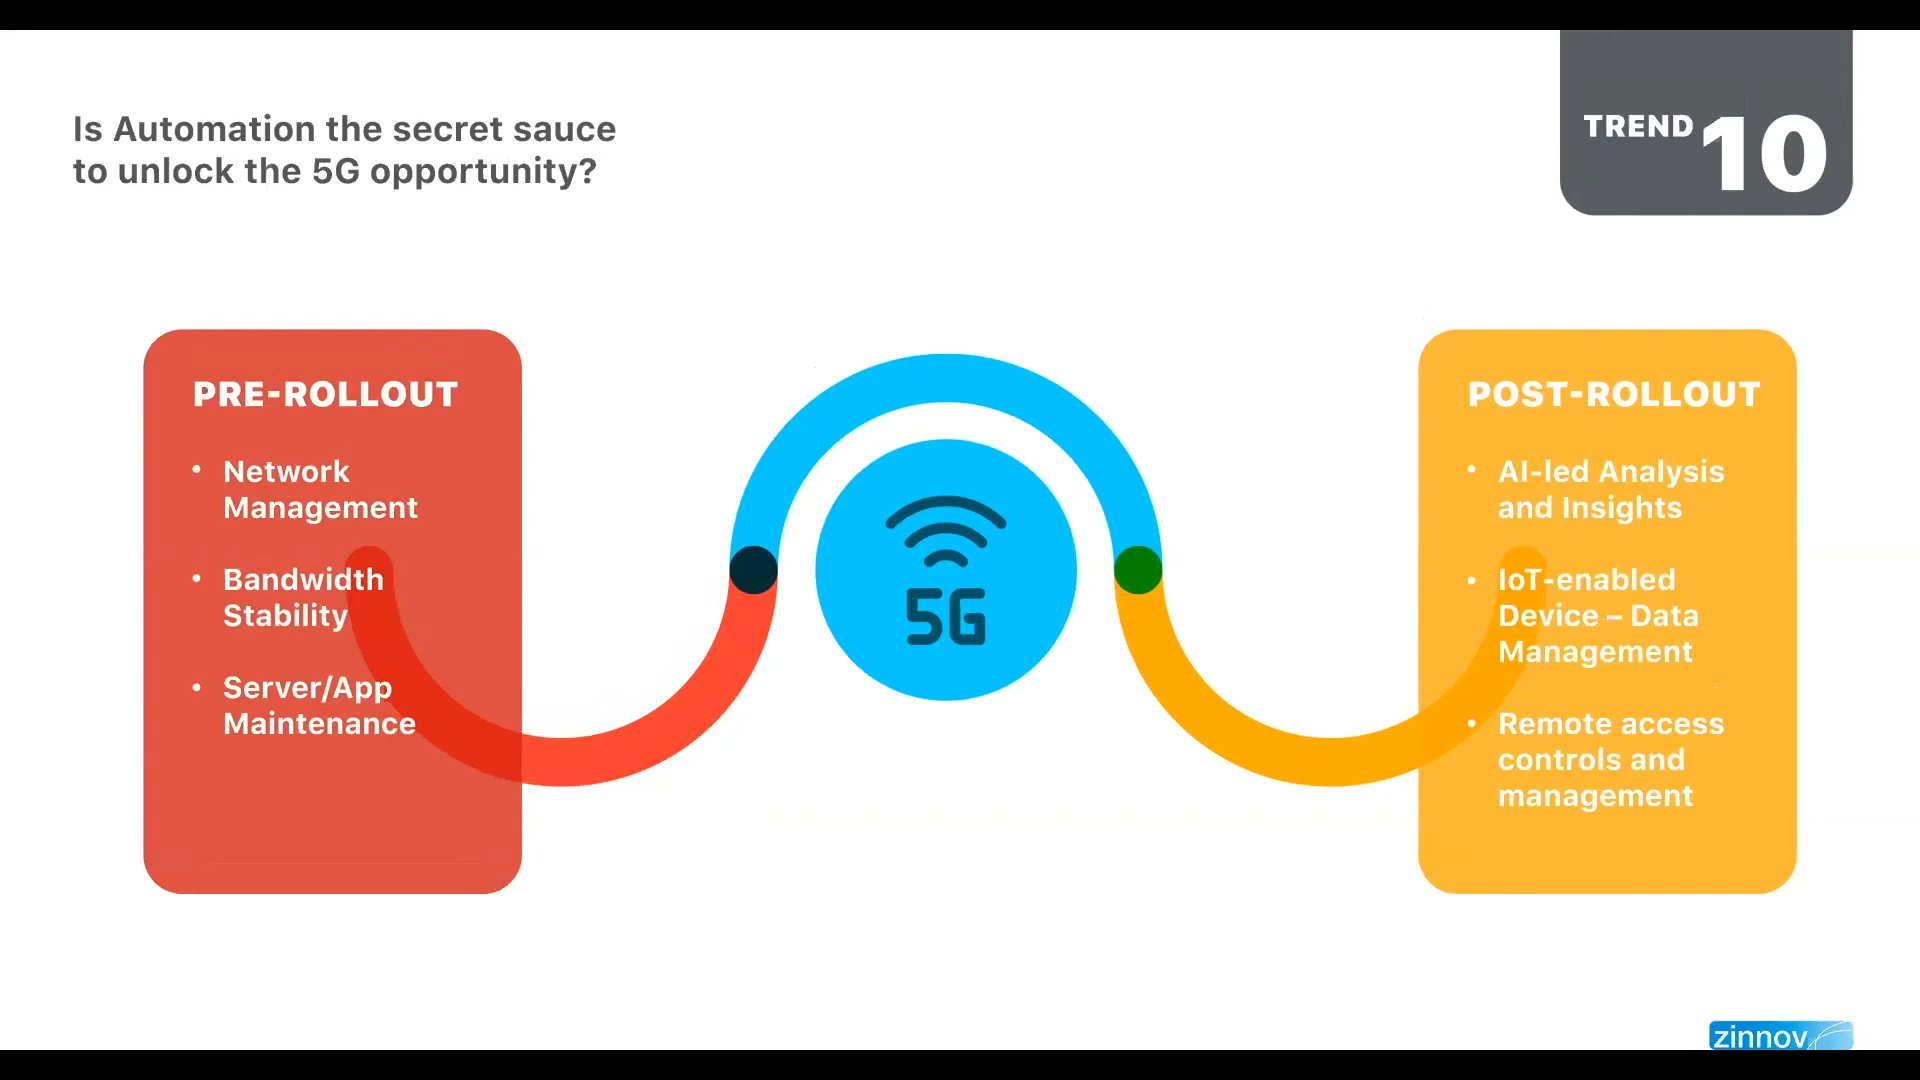 Is Automation the secret sauce
to unlock the 5G opportunity?
TREND 10
PRE-ROLLOUT
• Network
Management
• Bandwidth
Stability
• Server/App
Maintenance
5G
POST-ROLLOUT
• AI-led Analysis
and Insights
• IoT-enabled
Device – Data
Management
• Remote access
controls and
management
zinnov